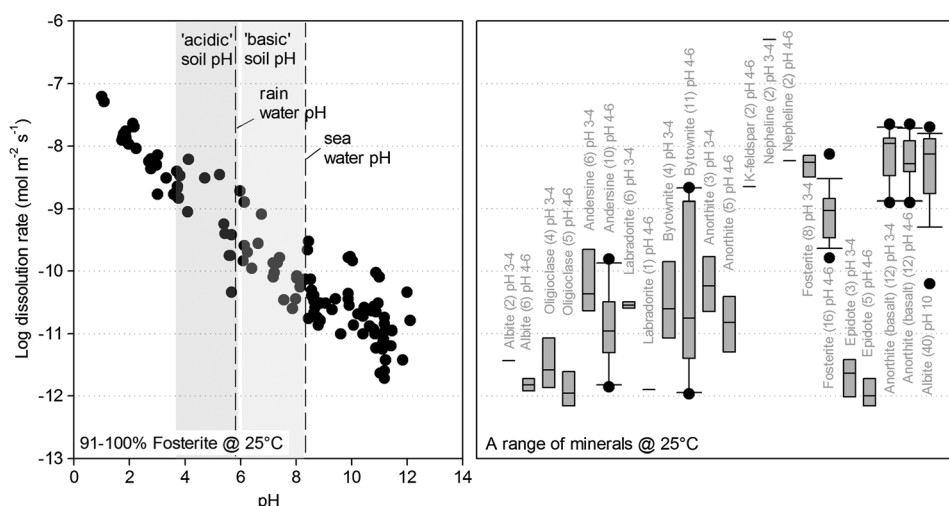 -5
-6
-7
-8
-9
-10
-11
-12
-13
Log dissolution rate (mol m⁻² s⁻¹)
'acidic'
soil pH
'basic'
soil pH
rain
water pH
sea
water pH
91-100% Fosterite @ 25°C
0 2 4 6 8 10 12 14
pH
Albite (2) pH 3-4
Albite (6) pH 4-6
Oligioclase (4) pH 3-4
Oligioclase (5) pH 4-6
Andersine (6) pH 3-4
Andersine (10) pH 4-6
Labradorite (6) pH 3-4
Labradorite (1) pH 4-6
Bytownite (4) pH 3-4
Bytownite (11) pH 4-6
Anorthite (3) pH 3-4
Anorthite (5) pH 4-6
K-feldspar (2) pH 4-6
Nepheline (2) pH 3-4
Nepheline (2) pH 4-6
Fosterite (8) pH 3-4
Fosterite (16) pH 4-6
Epidote (3) pH 3-4
Epidote (5) pH 4-6
Anorthite (basalt) (12) pH 3-4
Anorthite (basalt) (12) pH 4-6
Albite (40) pH 10
A range of minerals @ 25°C